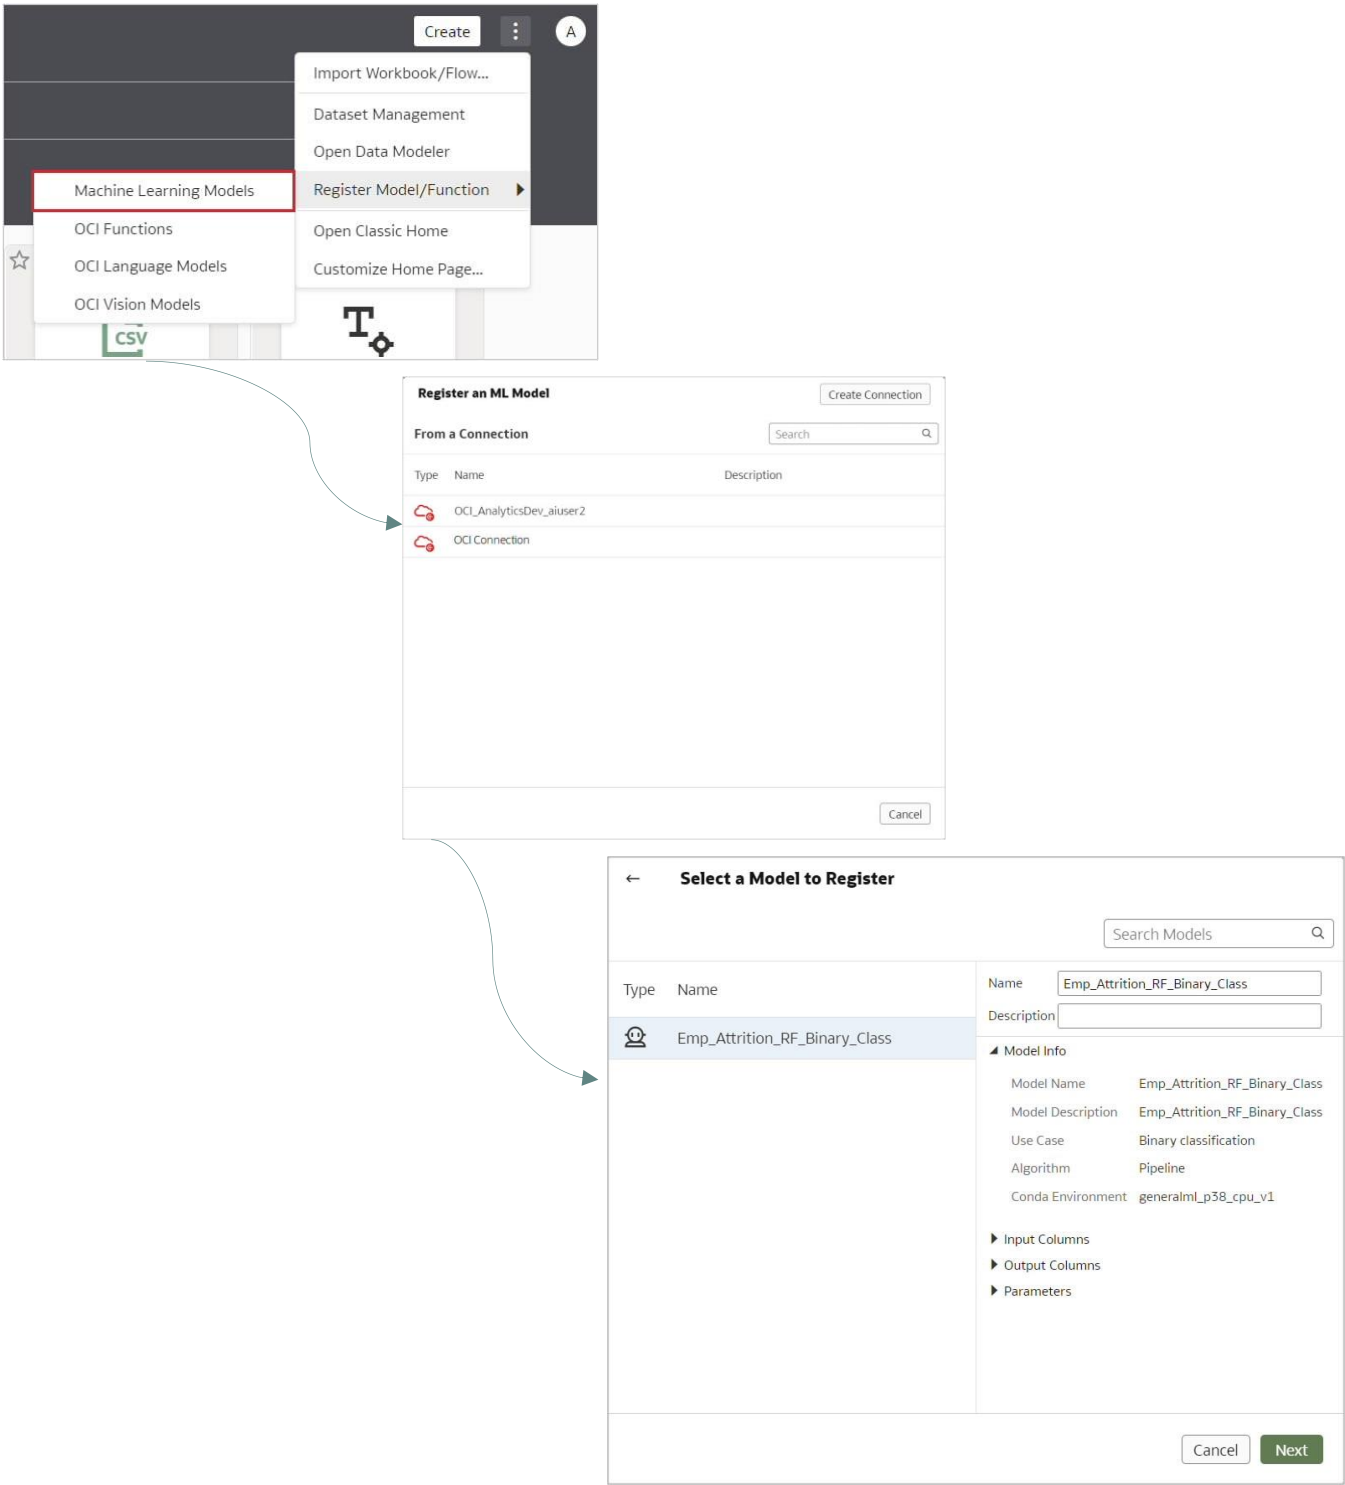 Create
A
Import Workbook/Flow...
Dataset Management
Open Data Modeler
Register Model/Function
Open Classic Home
Customize Home Page...
Machine Learning Models
OCI Functions
OCI Language Models
OCI Vision Models
CSV
T
Register an ML Model
Create Connection
From a Connection
Search
Type Name Description
OCI_AnalyticsDev_aiuser2
OCI Connection
Cancel
← Select a Model to Register
Search Models
Type Name
Emp_Attrition_RF_Binary_Class
Name Emp_Attrition_RF_Binary_Class
Description
Model Info
Model Name Emp_Attrition_RF_Binary_Class
Model Description Emp_Attrition_RF_Binary_Class
Use Case Binary classification
Algorithm Pipeline
Conda Environment generalml_p38_cpu_v1
Input Columns
Output Columns
Parameters
Cancel Next